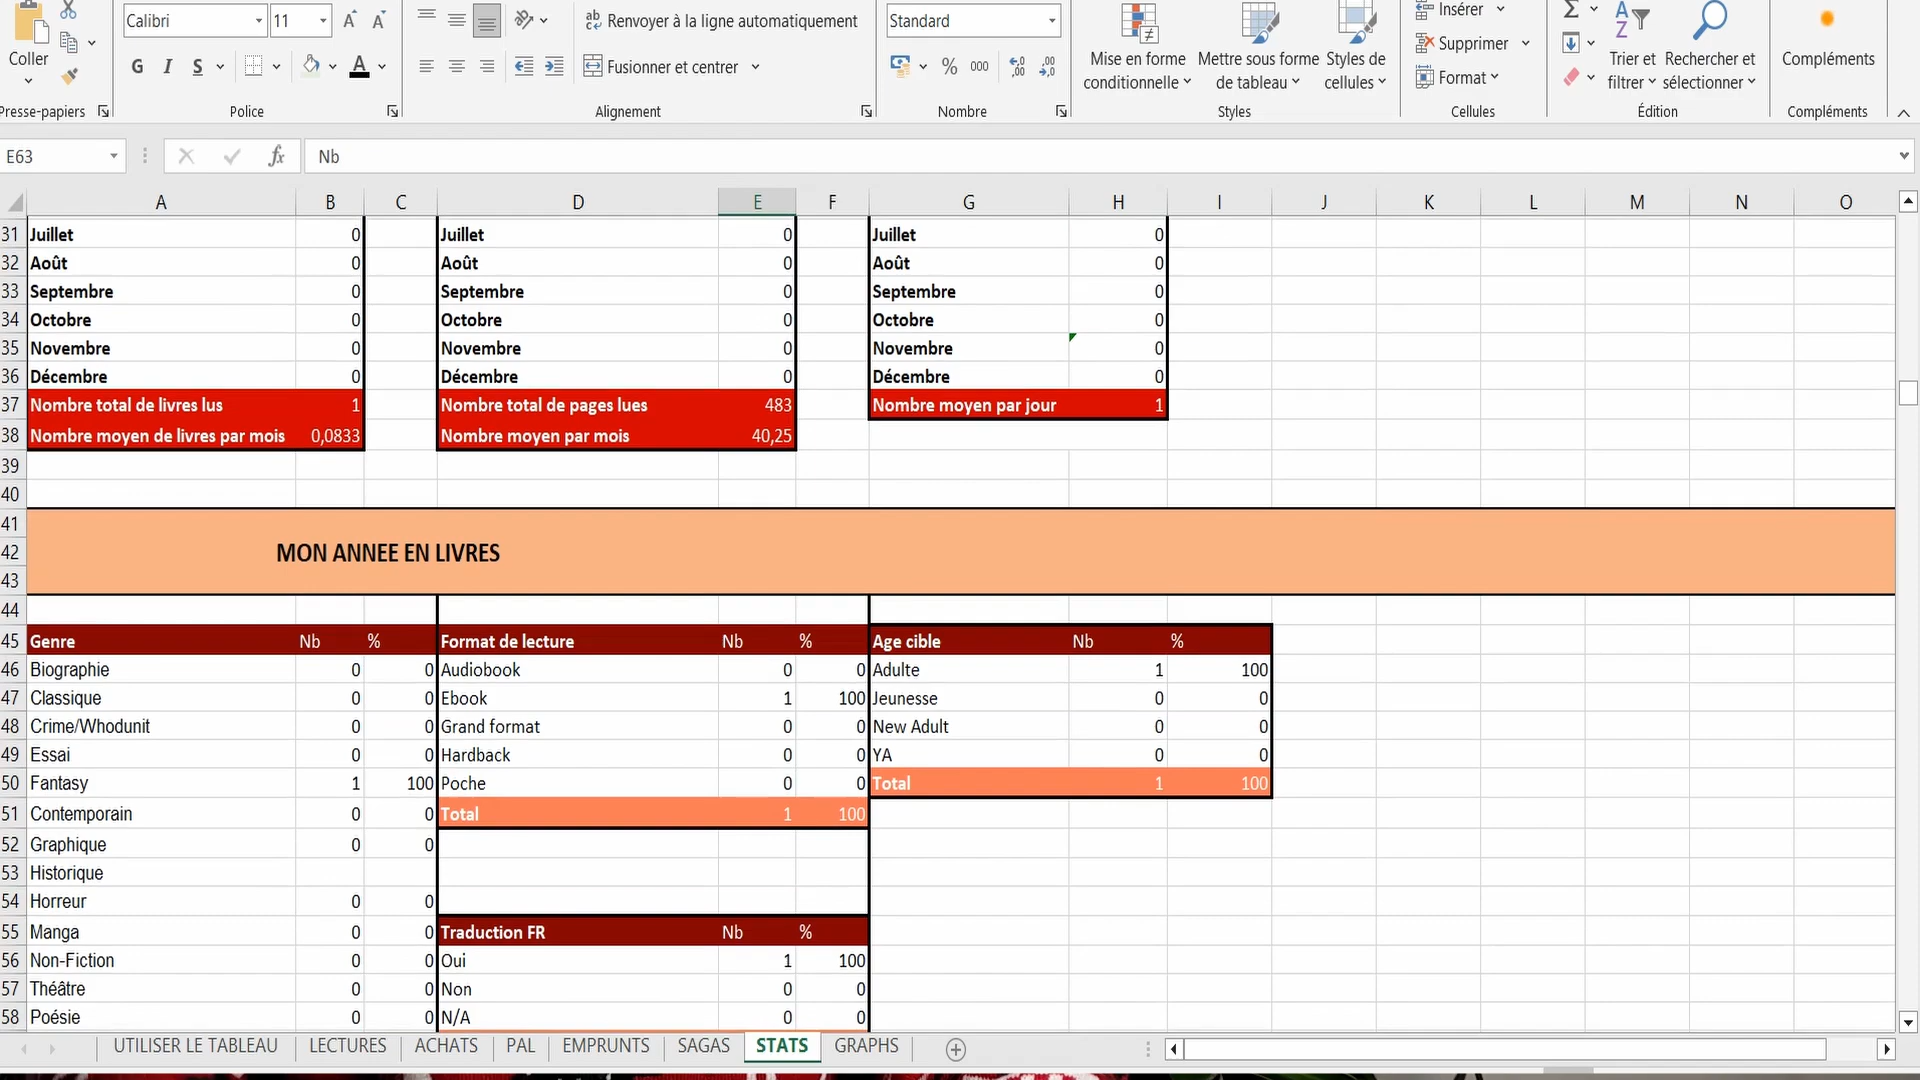 Calibri 11 A A ab c Renvoyer à la ligne automatiquement Standard Insérer Σ A Z
Coller G I S A Fusionner et centrer % 000 Mise en forme conditionnelle Mettre sous forme de tableau Styles de cellules Supprimer Format Trier et filtrer Rechercher et sélectionner Compléments
Presse-papiers Police Alignement Nombre Styles Cellules Édition Compléments
E63 fx Nb
A B C D E F G H I J K L M N O
31 Juillet 0 Juillet 0 Juillet 0
32 Août 0 Août 0 Août 0
33 Septembre 0 Septembre 0 Septembre 0
34 Octobre 0 Octobre 0 Octobre 0
35 Novembre 0 Novembre 0 Novembre 0
36 Décembre 0 Décembre 0 Décembre 0
37 Nombre total de livres lus 1 Nombre total de pages lues 483 Nombre moyen par jour 1
38 Nombre moyen de livres par mois 0,0833 Nombre moyen par mois 40,25
39
40
41
42 MON ANNEE EN LIVRES
43
44
45 Genre Nb % Format de lecture Nb % Age cible Nb %
46 Biographie 0 0 Audiobook 0 0 Adulte 1 100
47 Classique 0 0 Ebook 1 100 Jeunesse 0 0
48 Crime/Whodunit 0 0 Grand format 0 0 New Adult 0 0
49 Essai 0 0 Hardback 0 0 YA 0 0
50 Fantasy 1 100 Poche 0 0 Total 1 100
51 Contemporain 0 0 Total 1 100
52 Graphique 0 0
53 Historique
54 Horreur 0 0
55 Manga 0 0 Traduction FR Nb %
56 Non-Fiction 0 0 Oui 1 100
57 Théâtre 0 0 Non 0 0
58 Poésie 0 0 N/A 0 0
UTILISER LE TABLEAU LECTURES ACHATS PAL EMPRUNTS SAGAS STATS GRAPHS